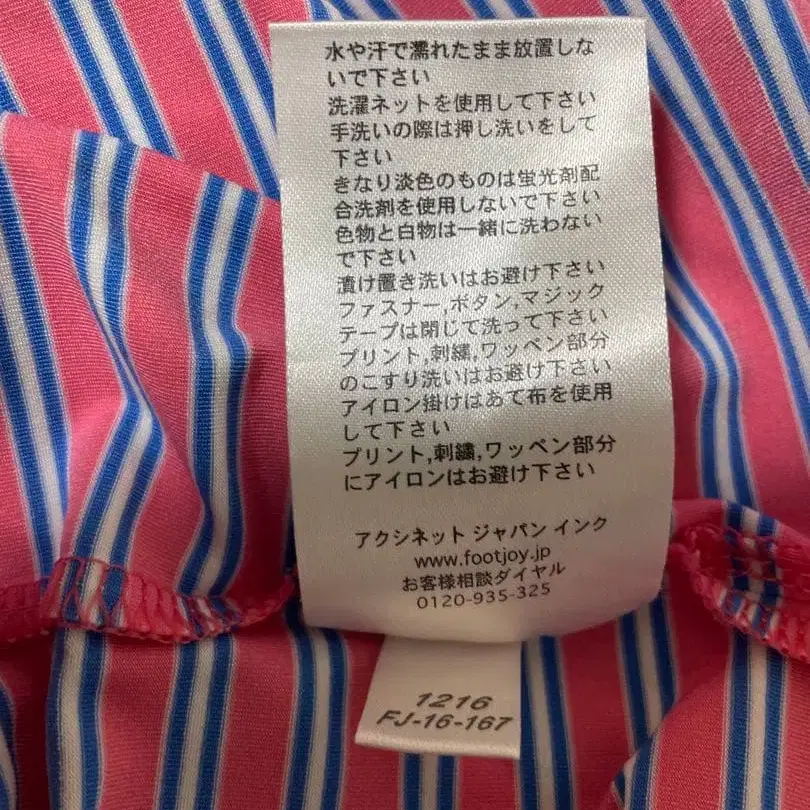 水や汗で濡れたまま放置しな
いで下さい
洗濯ネットを使用して下さい
手洗いの際は押し洗いをして
下さい
きなり淡色のものは蛍光剤配
合洗剤を使用しないで下さい
色物と白物は一緒に洗わない
で下さい
漬け置き洗いはお避け下さい
ファスナー,ボタン,マジック
テープは閉じて洗って下さい
プリント,刺繍,ワッペン部分
のこすり洗いはお避け下さい
アイロン掛けはあて布を使用
して下さい
プリント,刺繍,ワッペン部分
にアイロンはお避け下さい
アクシネット ジャパン インク
www.footjoy.jp
お客様相談ダイヤル
0120-935-325
1216
FJ-16-167